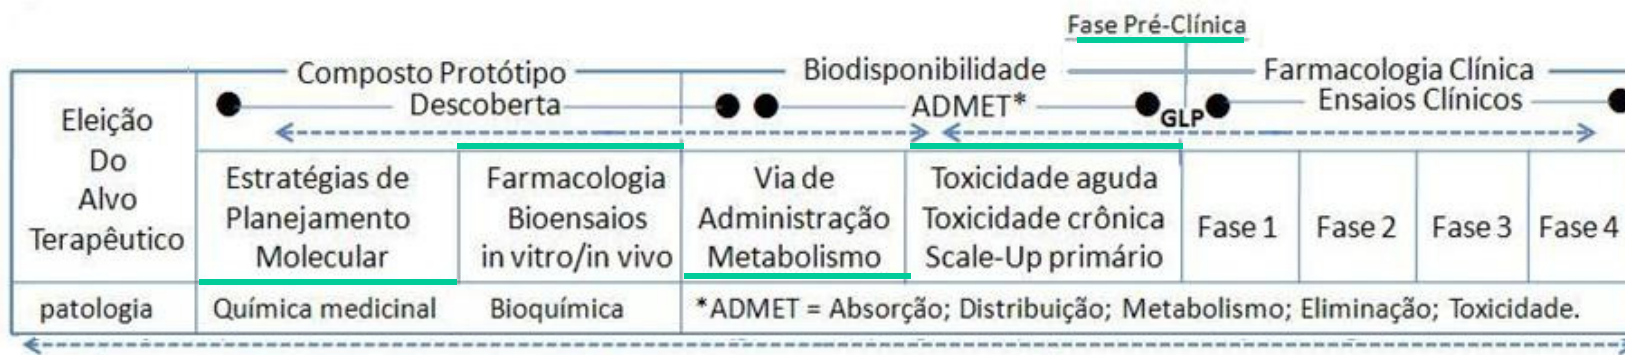 Fase Pré-Clínica
Composto Protótipo
Biodisponibilidade
Farmacologia Clínica
Descoberta
ADMET*
GLP
Ensaios Clínicos
Eleição
Do
Alvo
Terapêutico
Estratégias de
Planejamento
Molecular
Farmacologia
Bioensaios
in vitro/in vivo
Via de
Administração
Metabolismo
Toxicidade aguda
Toxicidade crônica
Scale-Up primário
Fase 1
Fase 2
Fase 3
Fase 4
patologia
Química medicinal
Bioquímica
*ADMET = Absorção; Distribuição; Metabolismo; Eliminação; Toxicidade.